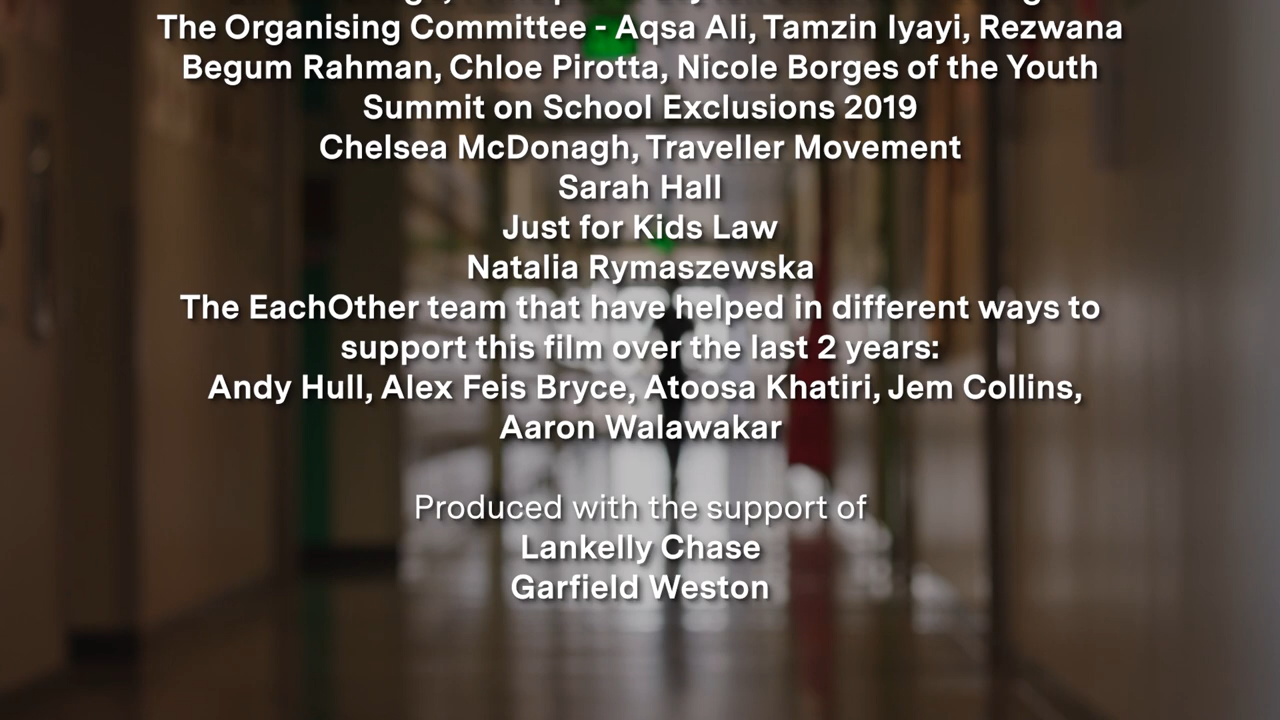 The Organising Committee - Aqsa Ali, Tamzin Iyayi, Rezwana
Begum Rahman, Chloe Pirotta, Nicole Borges of the Youth
Summit on School Exclusions 2019
Chelsea McDonagh, Traveller Movement
Sarah Hall
Just for Kids Law
Natalia Rymaszewska
The EachOther team that have helped in different ways to
support this film over the last 2 years:
Andy Hull, Alex Feis Bryce, Atoosa Khatiri, Jem Collins,
Aaron Walawakar
Produced with the support of
Lankelly Chase
Garfield Weston